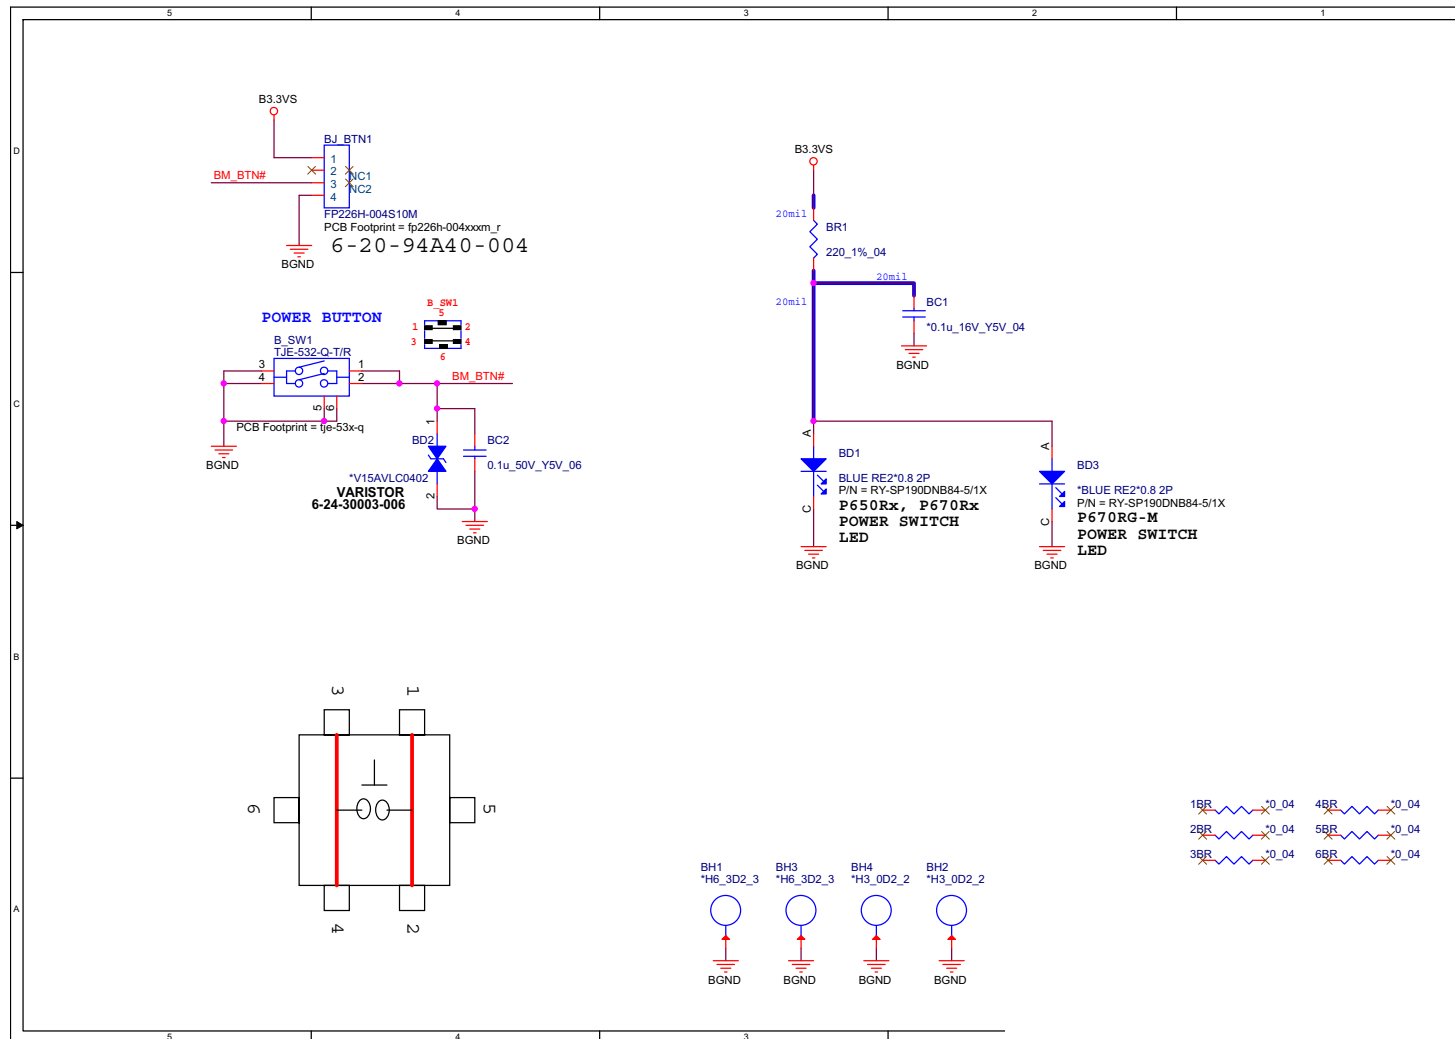 5 4 3 2 1
D
C
B
A
B3.3VS
BJ_BTN1
1
2
3
4
NC1
NC2
BM_BTN#
FP226H-004S10M
PCB Footprint = fp226h-004xxxm_r
6-20-94A40-004
BGND
POWER BUTTON
B_SW1
TJE-532-Q-T/R
3
4
1
2
5
6
PCB Footprint = tje-53x-q
BGND
B_SW1
5
1 2
3 4
6
BM_BTN#
1
BD2
*V15AVLC0402
2
VARISTOR
6-24-30003-006
BC2
0.1u_50V_Y5V_06
BGND
B3.3VS
20mil
BR1
220_1%_04
20mil
20mil
BC1
*0.1u_16V_Y5V_04
BGND
A
BD1
BLUE RE2*0.8 2P
P/N = RY-SP190DNB84-5/1X
C
P650Rx, P670Rx
POWER SWITCH
LED
BGND
A
BD3
*BLUE RE2*0.8 2P
P/N = RY-SP190DNB84-5/1X
C
P670RG-M
POWER SWITCH
LED
BGND
3 1
6 5
4 2
BH1
*H6_3D2_3
BGND
BH3
*H6_3D2_3
BGND
BH4
*H3_0D2_2
BGND
BH2
*H3_0D2_2
BGND
1BR *0_04 4BR *0_04
2BR *0_04 5BR *0_04
3BR *0_04 6BR *0_04
5 4 3